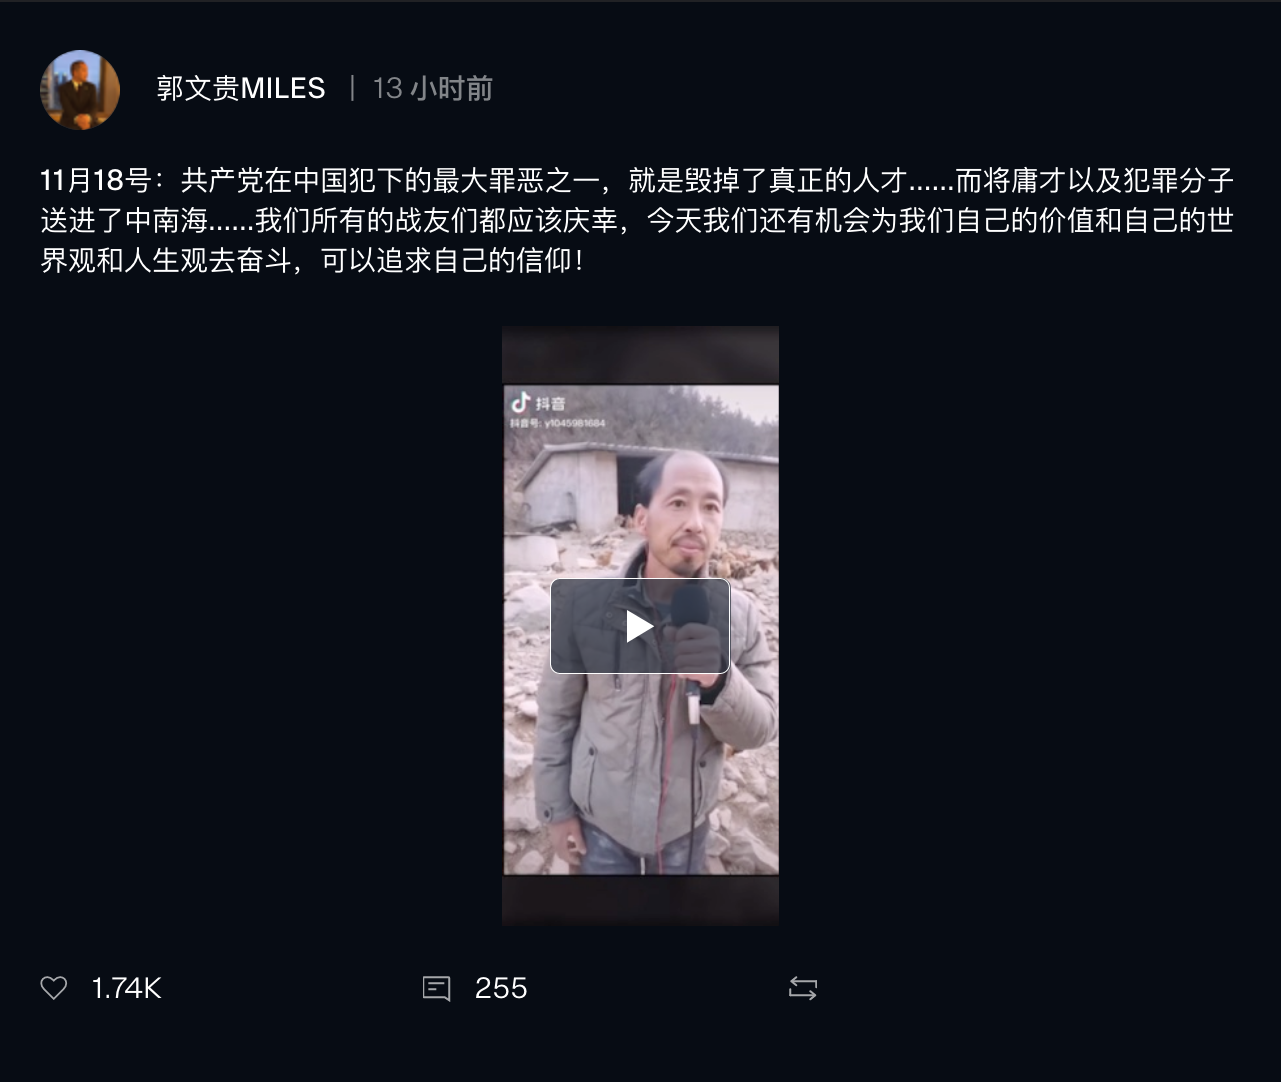 郭文贵MILES | 13 小时前
11月18号：共产党在中国犯下的最大罪恶之一，就是毁掉了真正的人才......而将庸才以及犯罪分子
送进了中南海......我们所有的战友们都应该庆幸，今天我们还有机会为我们自己的价值和自己的世
界观和人生观去奋斗，可以追求自己的信仰！
抖音
抖音号: y1045981684
1.74K
255